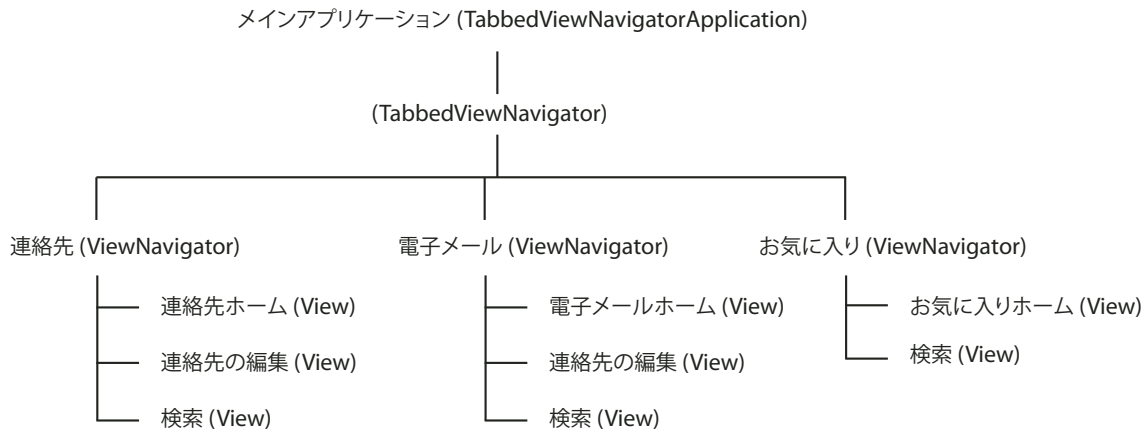 メインアプリケーション (TabbedViewNavigatorApplication)
(TabbedViewNavigator)
連絡先 (ViewNavigator)
電子メール (ViewNavigator)
お気に入り (ViewNavigator)
連絡先ホーム (View)
電子メールホーム (View)
お気に入りホーム (View)
連絡先の編集 (View)
連絡先の編集 (View)
検索 (View)
検索 (View)
検索 (View)